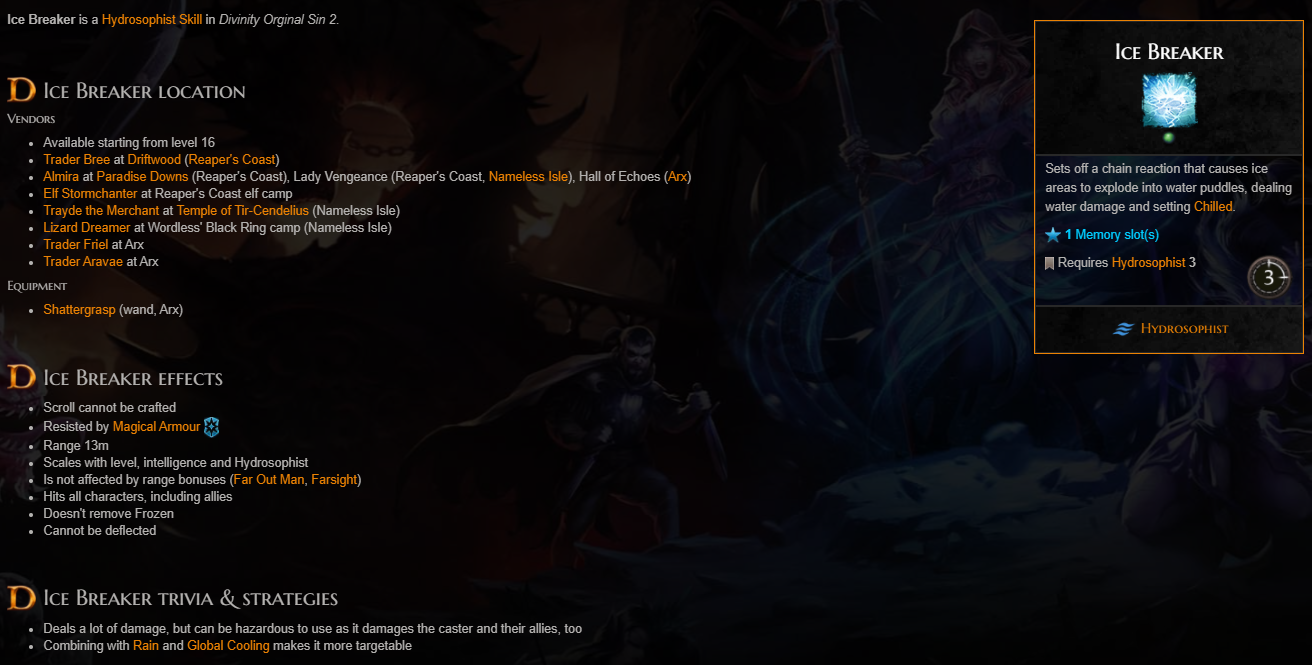 Ice Breaker is a Hydrosophist Skill in Divinity Orginal Sin 2.
Ice Breaker location
Vendors
Available starting from level 16
Trader Bree at Driftwood (Reaper's Coast)
Almira at Paradise Downs (Reaper's Coast), Lady Vengeance (Reaper's Coast, Nameless Isle), Hall of Echoes (Arx)
Elf Stormchanter at Reaper's Coast elf camp
Trayde the Merchant at Temple of Tir-Cendelius (Nameless Isle)
Lizard Dreamer at Wordless' Black Ring camp (Nameless Isle)
Trader Friel at Arx
Trader Aravae at Arx
Equipment
Shattergrasp (wand, Arx)
Ice Breaker effects
Scroll cannot be crafted
Resisted by Magical Armour
Range 13m
Scales with level, intelligence and Hydrosophist
Is not affected by range bonuses (Far Out Man, Farsight)
Hits all characters, including allies
Doesn't remove Frozen
Cannot be deflected
Ice Breaker trivia & strategies
Deals a lot of damage, but can be hazardous to use as it damages the caster and their allies, too
Combining with Rain and Global Cooling makes it more targetable
Ice Breaker
Sets off a chain reaction that causes ice
areas to explode into water puddles, dealing
water damage and setting Chilled.
1 Memory slot(s)
Requires Hydrosophist 3
3
Hydrosophist